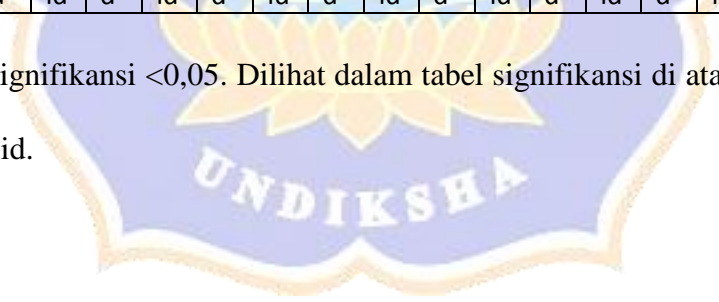 ignifikansi <0,05. Dilihat dalam tabel signifikansi di ata
id.
UNDIKSHA